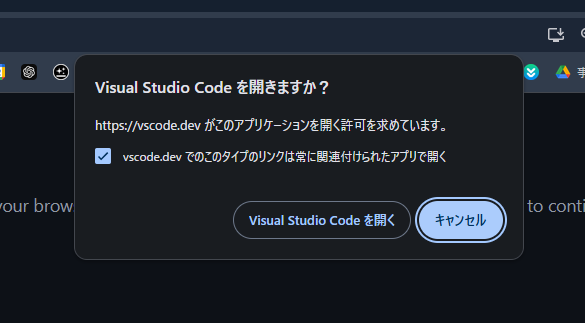 事
Visual Studio Code を開きますか？
https://vscode.dev がこのアプリケーションを開く許可を求めています。
vscode.dev でのこのタイプのリンクは常に関連付けられたアプリで開く
your brow
to conti
Visual Studio Code を開く
キャンセル